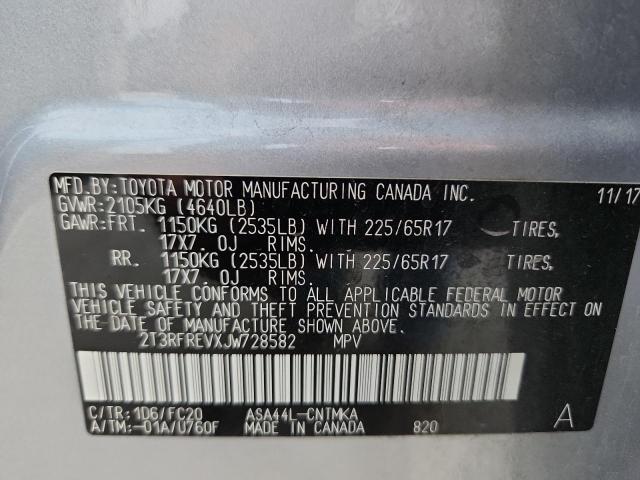 MFD.BY:TOYOTA MOTOR MANUFACTURING CANADA INC. 11/17
GVWR:2105KG (4640LB)
GAWR:FRT. 1150KG (2535LB) WITH 225/65R17 TIRES,
17X7.0J RIMS.
RR. 1150KG (2535LB) WITH 225/65R17 TIRES,
17X7.0J RIMS.
THIS VEHICLE CONFORMS TO ALL APPLICABLE FEDERAL MOTOR
VEHICLE SAFETY AND THEFT PREVENTION STANDARDS IN EFFECT ON
THE DATE OF MANUFACTURE SHOWN ABOVE.
2T3RFREVXJW728582 MPV
C/TR:1D6/FC20 ASA44L-CNTMKA A
A/TM:-01A/U760F MADE IN CANADA 820